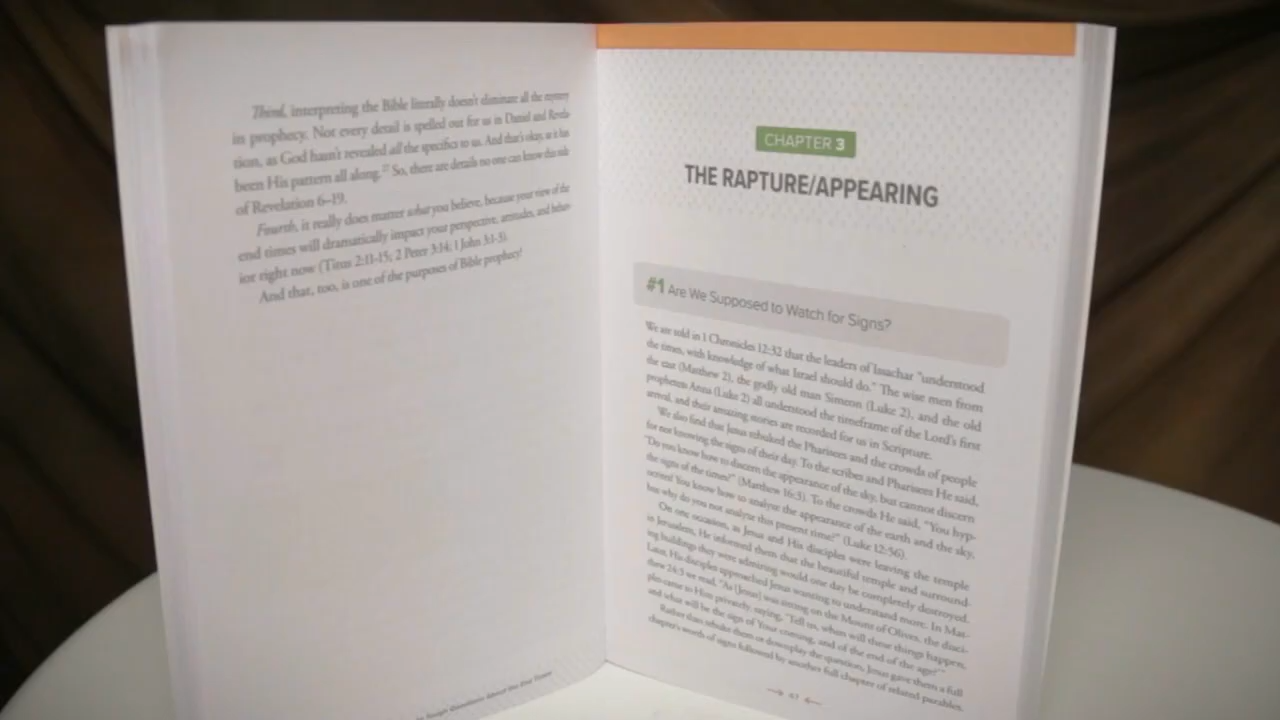 Third, interpreting the Bible literally doesn't eliminate all the mystery
in prophecy. Not every detail is spelled out for us in Daniel and Revela-
tion, as God hasn't revealed all the specifics to us. And that's okay, as it has
been His pattern all along. So, there are details no one can know this side
of Revelation 6–19.
Fourth, it really does matter what you believe, because your view of the
end times will dramatically impact your perspective, attitudes, and behav-
ior right now (Titus 2:11-15; 2 Peter 3:14; 1 John 3:1-3).
And that, too, is one of the purposes of Bible prophecy!
Tough Questions About the End Times
CHAPTER 3
THE RAPTURE/APPEARING
#1 Are We Supposed to Watch for Signs?
We are told in 1 Chronicles 12:32 that the leaders of Issachar "understood
the times, with knowledge of what Israel should do." The wise men from
the east (Matthew 2), the godly old man Simeon (Luke 2), and the old
prophetess Anna (Luke 2) all understood the timeframe of the Lord's first
arrival, and their amazing stories are recorded for us in Scripture.
We also find that Jesus rebuked the Pharisees and the crowds of people
for not knowing the signs of their day. To the scribes and Pharisees He said,
"Do you know how to discern the appearance of the sky, but cannot discern
the signs of the times?" (Matthew 16:3). To the crowds He said, "You hyp-
ocrites! You know how to analyze the appearance of the earth and the sky,
but why do you not analyze this present time?" (Luke 12:56).
On one occasion, as Jesus and His disciples were leaving the temple
in Jerusalem, He informed them that the beautiful temple and surround-
ing buildings they were admiring would one day be completely destroyed.
Later, His disciples approached Jesus wanting to understand more. In Mat-
thew 24:3 we read, "As [Jesus] was sitting on the Mount of Olives, the disci-
ples came to Him privately, saying, "Tell us, when will these things happen,
and what will be the sign of Your coming, and of the end of the age?'"
Rather than rebuke them or downplay the question, Jesus gave them a full
chapter's worth of signs followed by another full chapter of related parables.